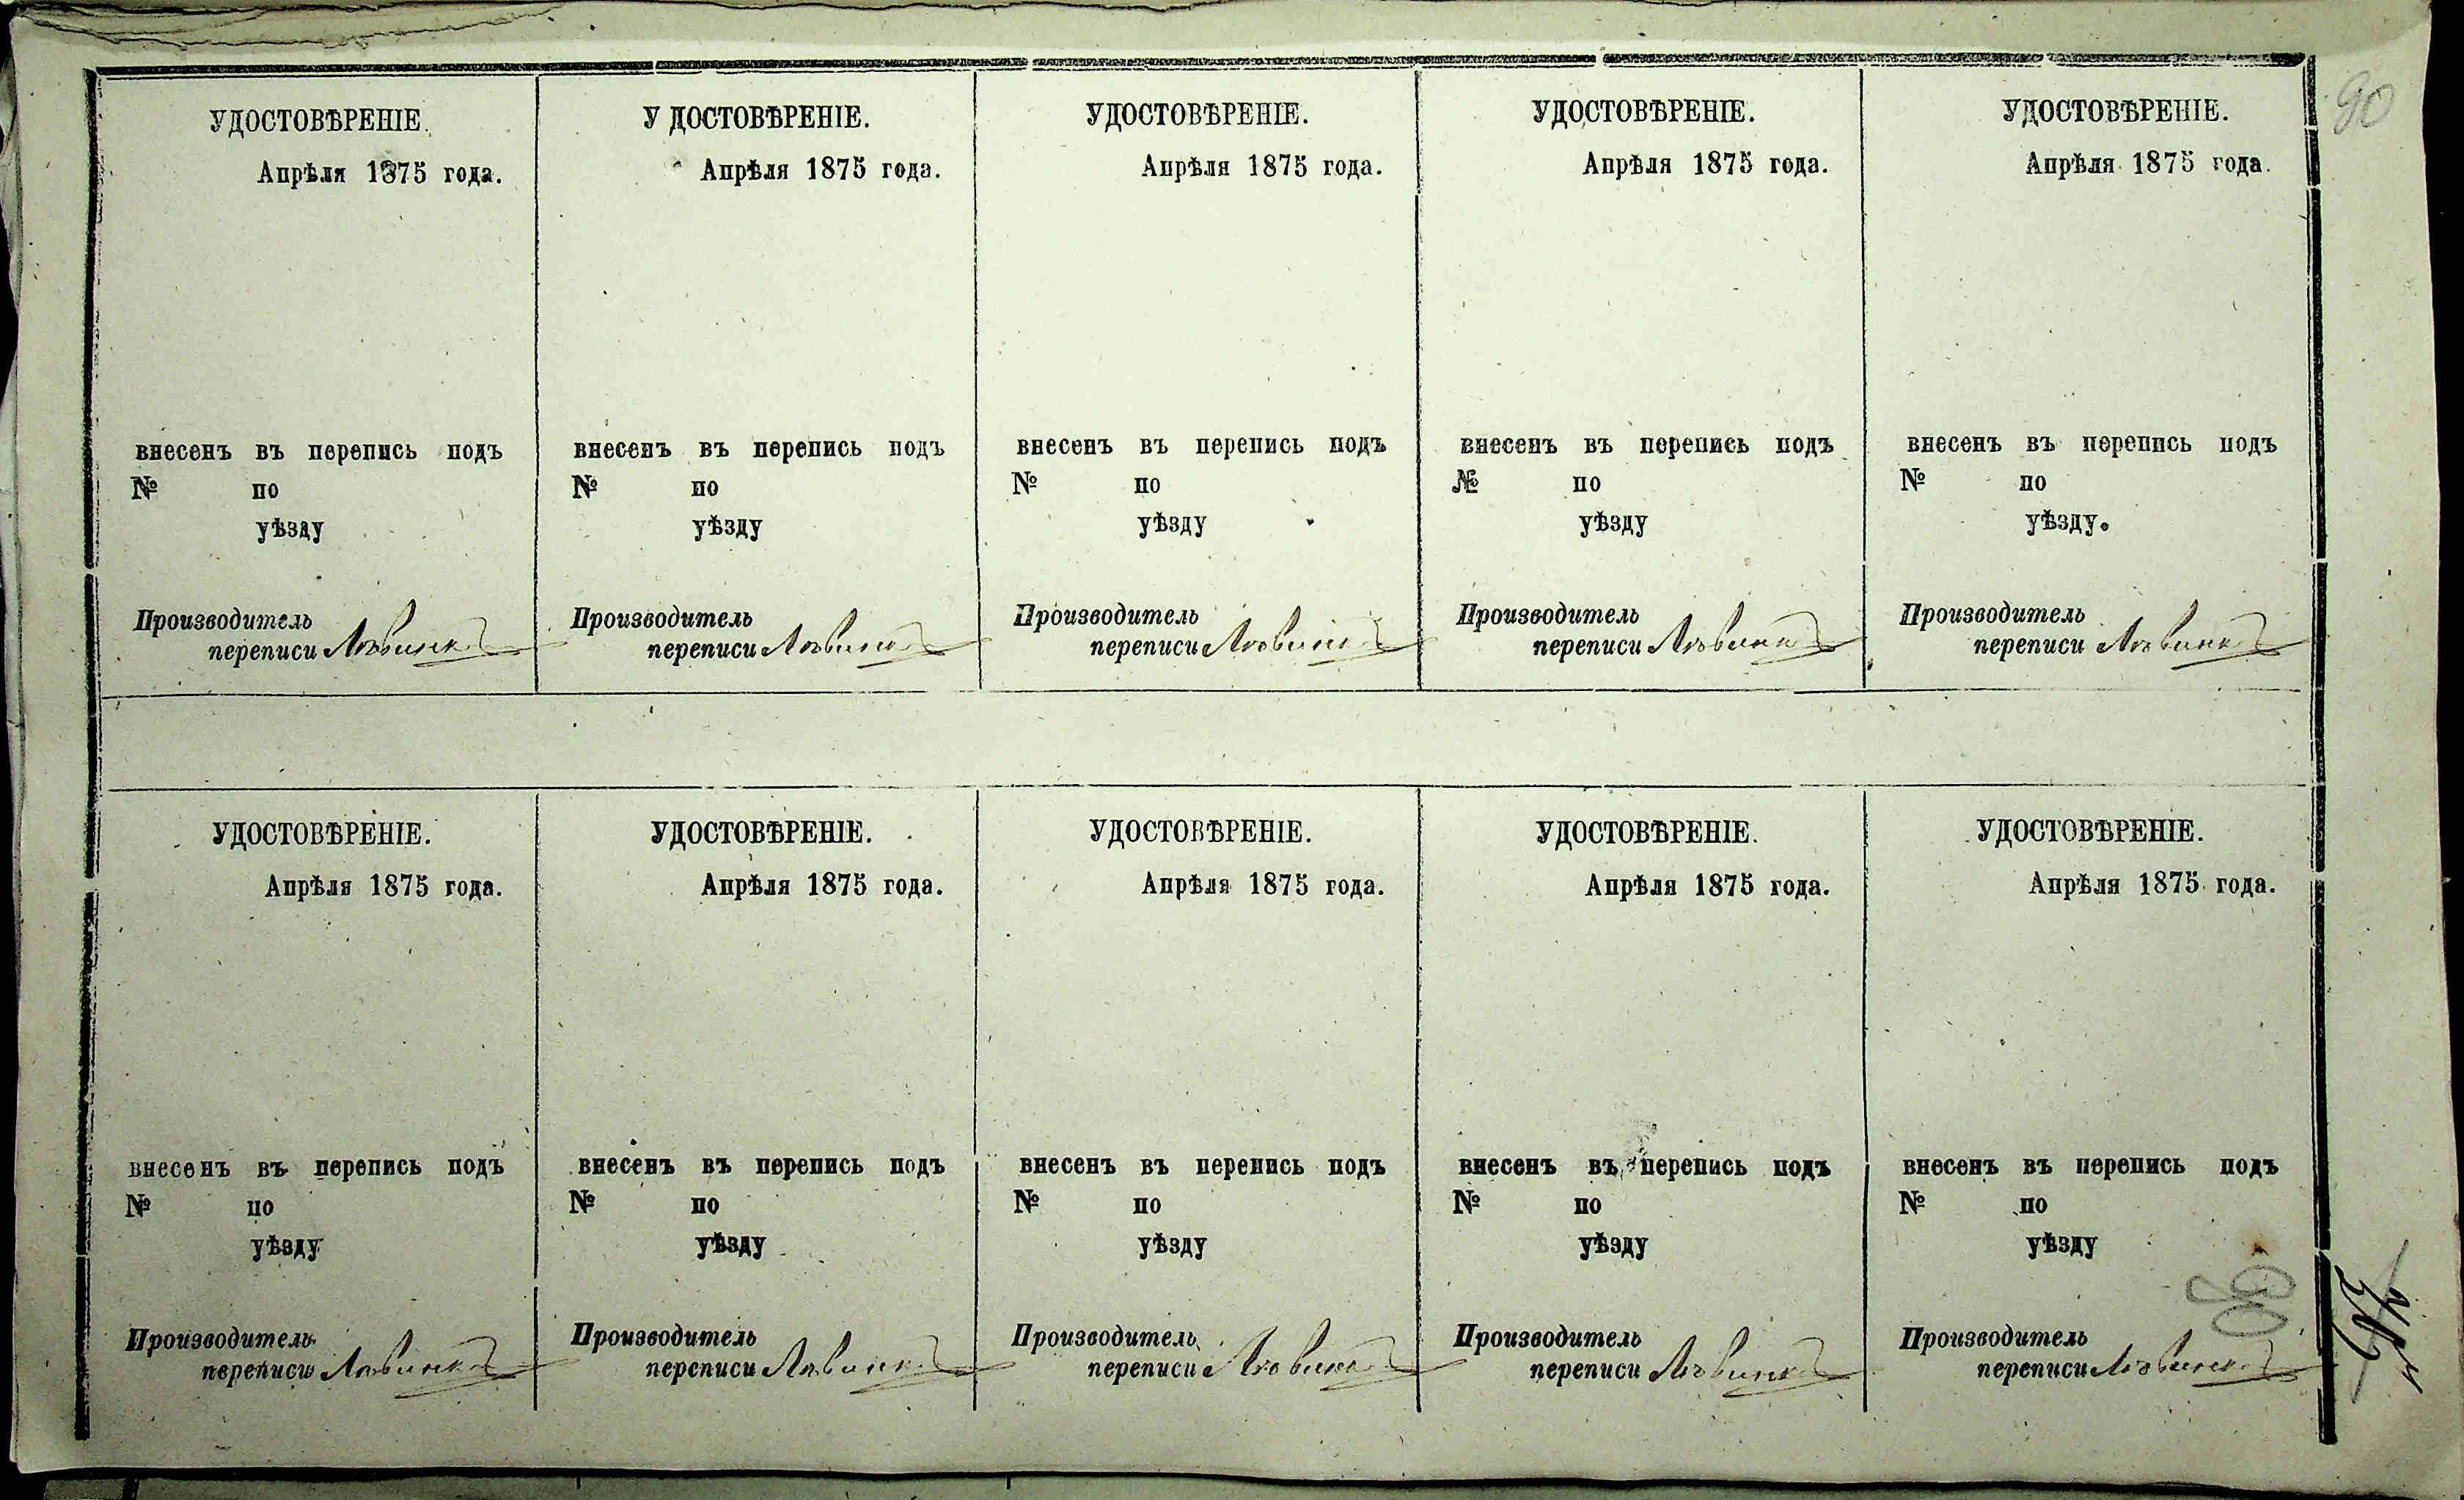 90
УДОСТОВѢРЕНІЕ.
Апрѣля 1875 года.
внесенъ въ перепись подъ
№ по
уѣзду
Производитель
переписи
У ДОСТОВѢРЕНІЕ.
Апрѣля 1875 года.
внесенъ въ перепись подъ
№ по
уѣзду
Производитель
переписи
УДОСТОВѢРЕНІЕ.
Апрѣля 1875 года.
внесенъ въ перепись подъ
№ по
уѣзду
Производитель
переписи
УДОСТОВѢРЕНІЕ.
Апрѣля 1875 года.
внесенъ въ перепись подъ
№ по
уѣзду
Производитель
переписи
УДОСТОВѢРЕНІЕ.
Апрѣля 1875 года.
внесенъ въ перепись подъ
№ по
уѣзду.
Производитель
переписи
УДОСТОВѢРЕНІЕ.
Апрѣля 1875 года.
внесенъ въ перепись подъ
№ по
уѣзду
Производитель
переписи
УДОСТОВѢРЕНІЕ.
Апрѣля 1875 года.
внесенъ въ перепись подъ
№ по
уѣзду
Производитель
переписи
УДОСТОВѢРЕНІЕ.
Апрѣля 1875 года.
внесенъ въ перепись подъ
№ по
уѣзду
Производитель
переписи
УДОСТОВѢРЕНІЕ.
Апрѣля 1875 года.
внесенъ въ перепись подъ
№ по
уѣзду
Производитель
переписи
УДОСТОВѢРЕНІЕ.
Апрѣля 1875 года.
внесенъ въ перепись подъ
№ по
уѣзду
Производитель
переписи